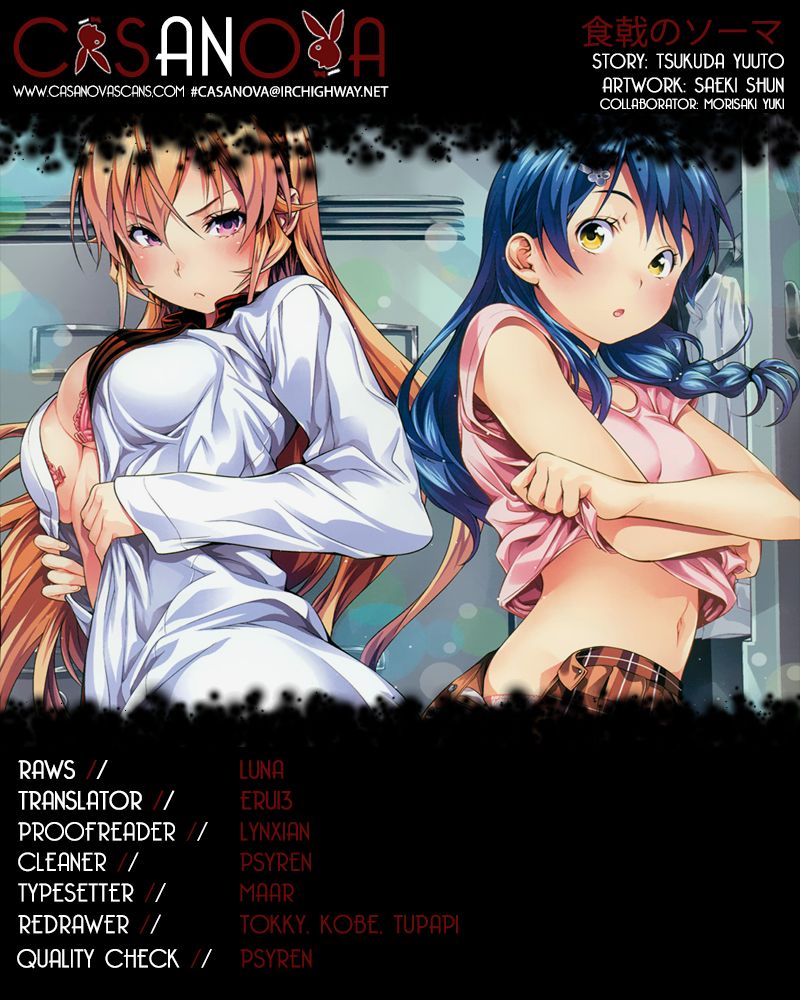 CASANOVA
WWW.CASANOVASCANS.COM #CASANOVA@IRCHIGHWAY.NET
食戟のソーマ
STORY: TSUKUDA YUUTO
ARTWORK: SAEKI SHUN
COLLABORATOR: MORISAKI YUKI
RAWS // LUNA
TRANSLATOR // ERUI3
PROOFREADER // LYNXIAN
CLEANER // PSYREN
TYPESETTER // MAAR
REDRAWER // TOKKY, KOBE, TUPAPI
QUALITY CHECK // PSYREN